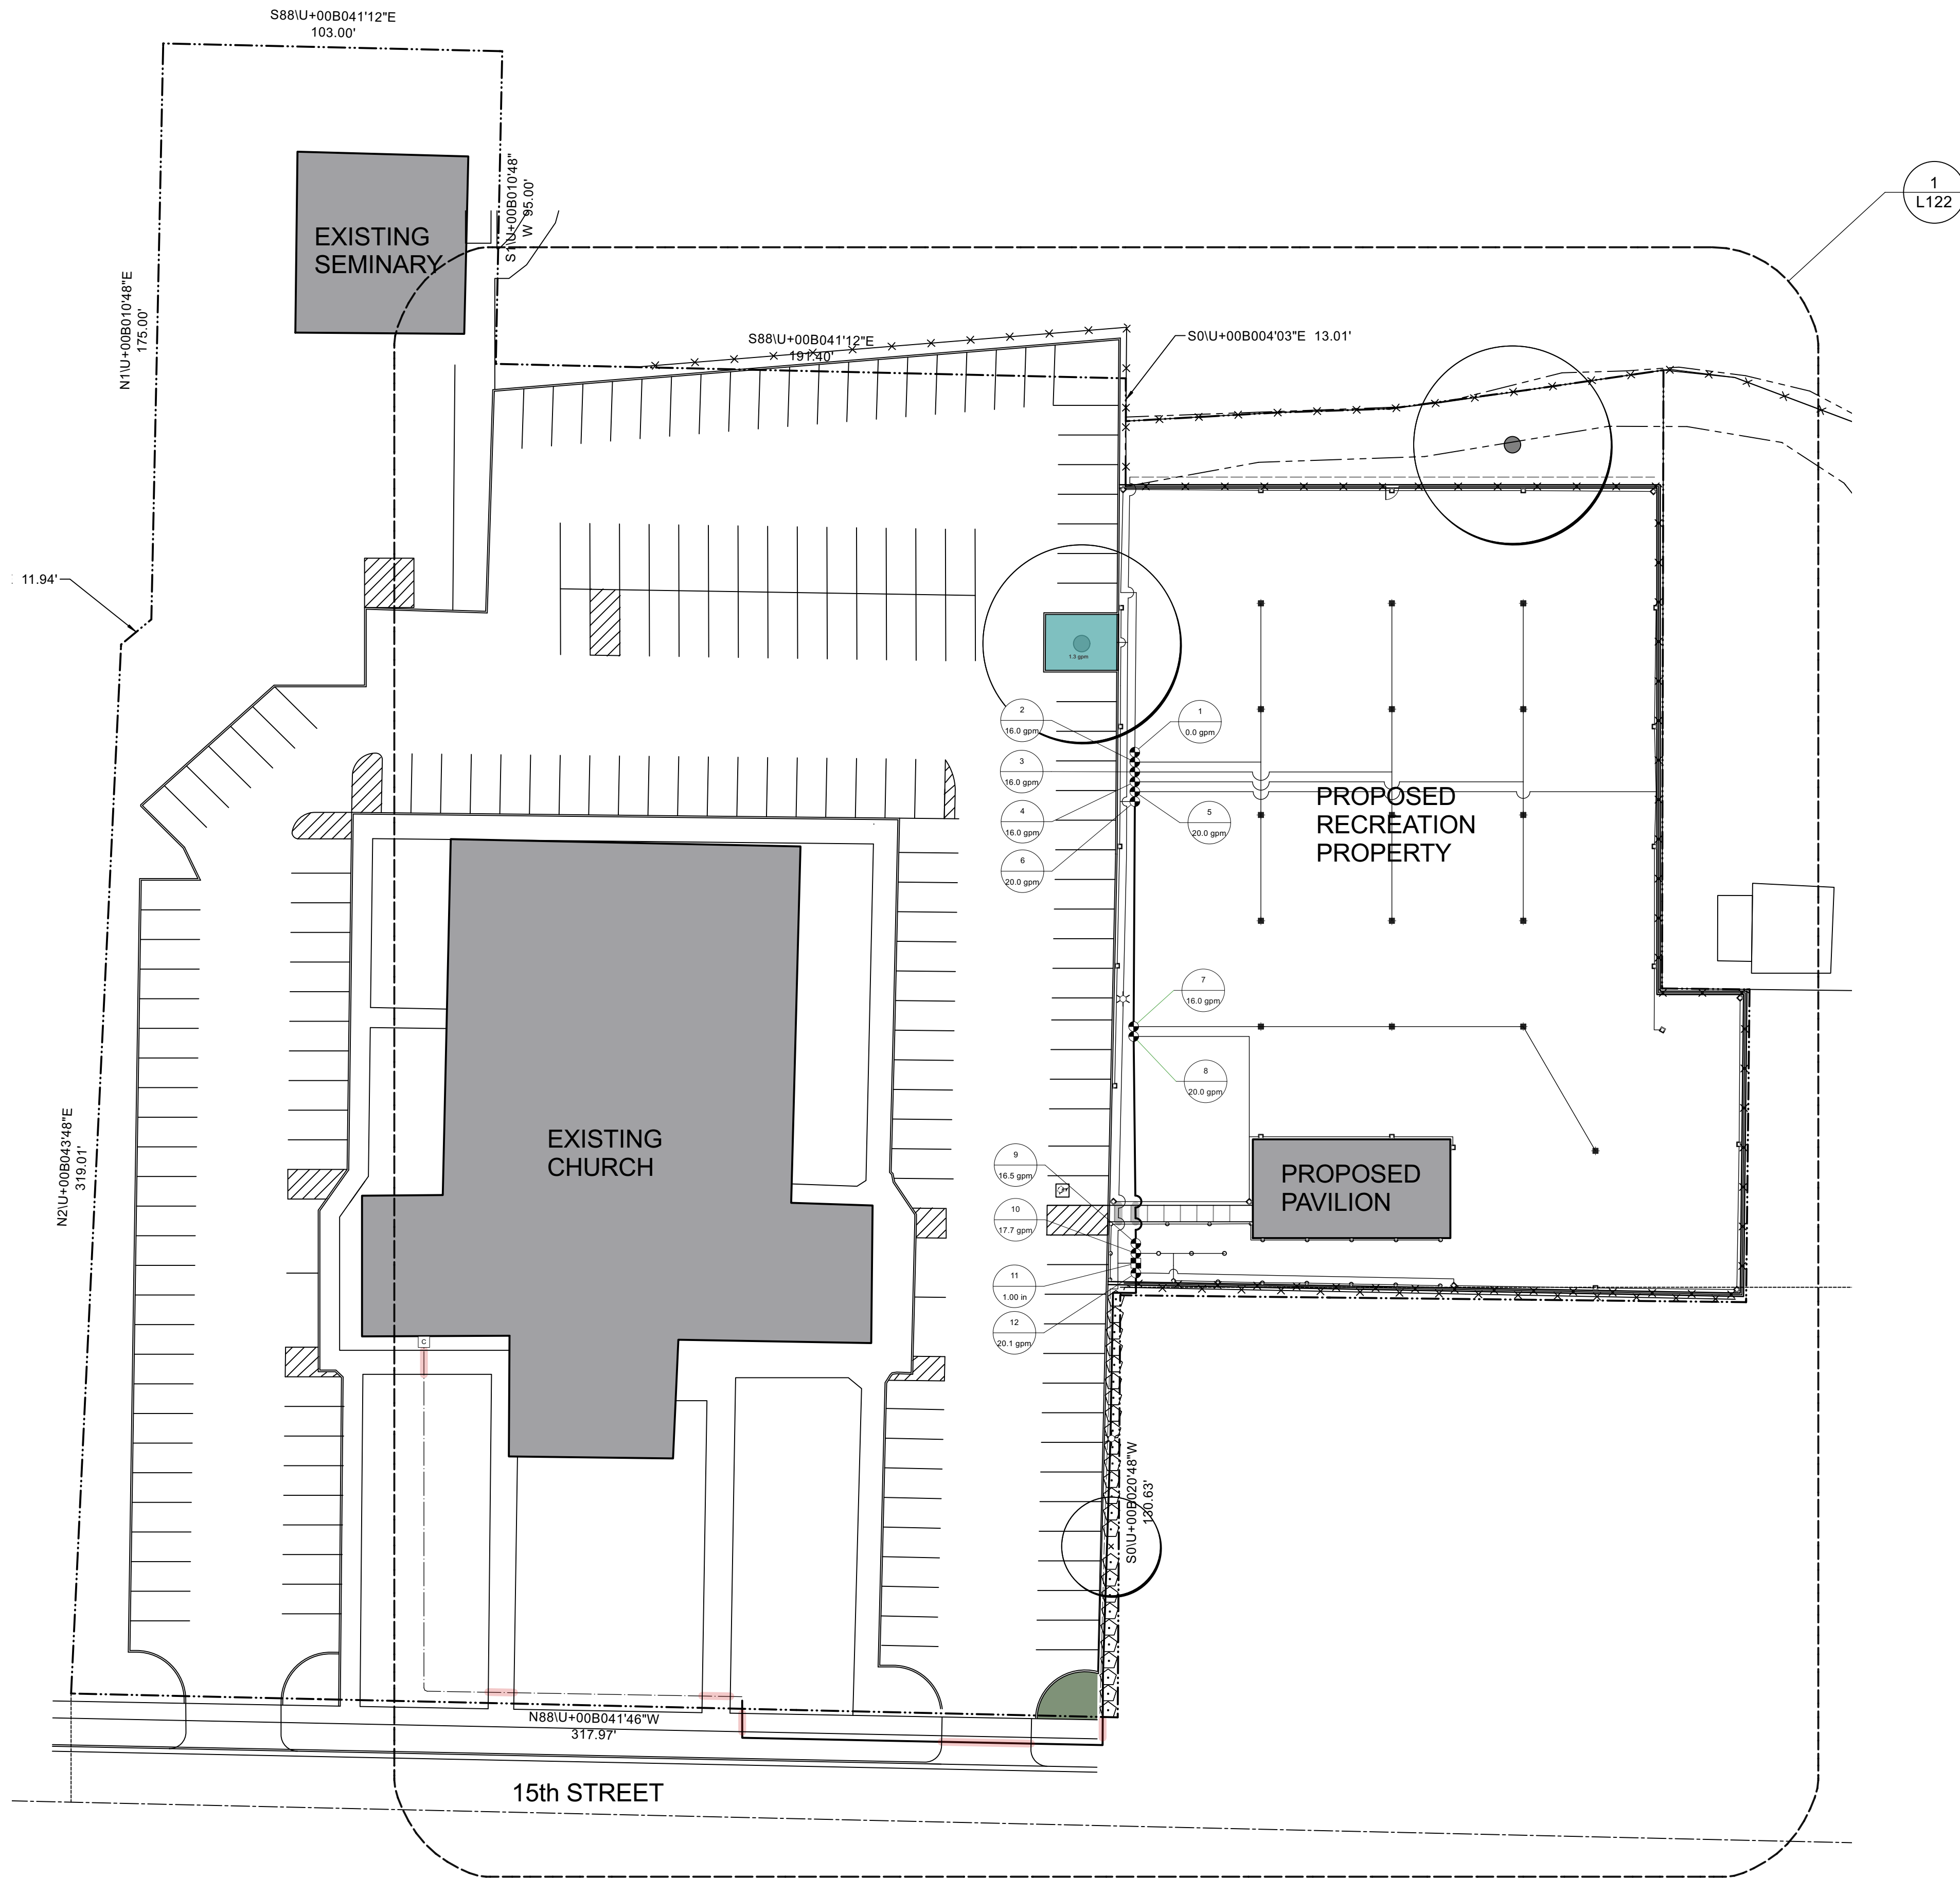 S88\U+00B041'12"E
103.00'
1
L122
EXISTING
SEMINARY
S1\U+00B010'48"
W 95.00'
N1\U+00B010'48"E
175.00'
S88\U+00B041'12"E
191.40'
S0\U+00B004'03"E 13.01'
11.94'
1.3 gpm
2
16.0 gpm
1
0.0 gpm
3
16.0 gpm
4
16.0 gpm
5
20.0 gpm
6
20.0 gpm
PROPOSED
RECREATION
PROPERTY
7
16.0 gpm
8
20.0 gpm
EXISTING
CHURCH
N2\U+00B043'48"E
319.01'
9
16.5 gpm
10
17.7 gpm
11
1.00 in
12
20.1 gpm
PROPOSED
PAVILION
C
S0\U+00B020'48"W
130.63'
N88\U+00B041'46"W
317.97'
15th STREET